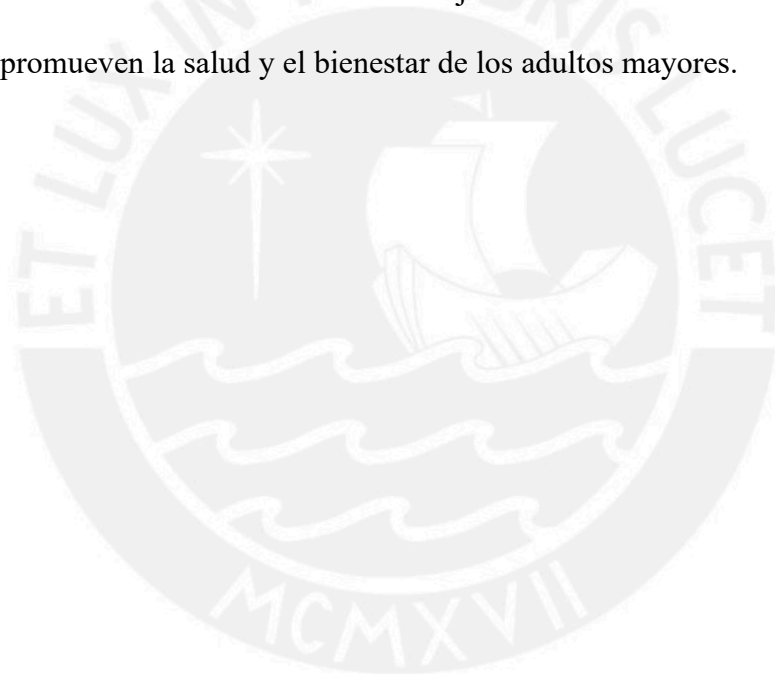 promueven la salud y el bienestar de los adultos mayores.
ET LUX IN LUCET
MCMXVII